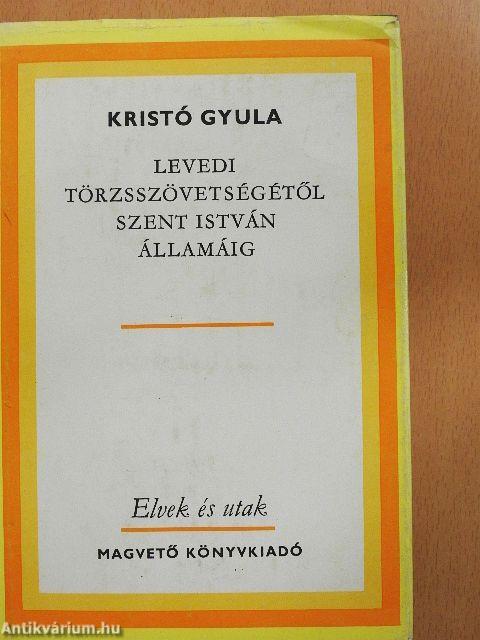 KRISTÓ GYULA
LEVEDI
TÖRZSSZÖVETSÉGÉTŐL
SZENT ISTVÁN
ÁLLAMÁIG
Elvek és utak
MAGVETŐ KÖNYVKIADÓ
Antikvárium.hu